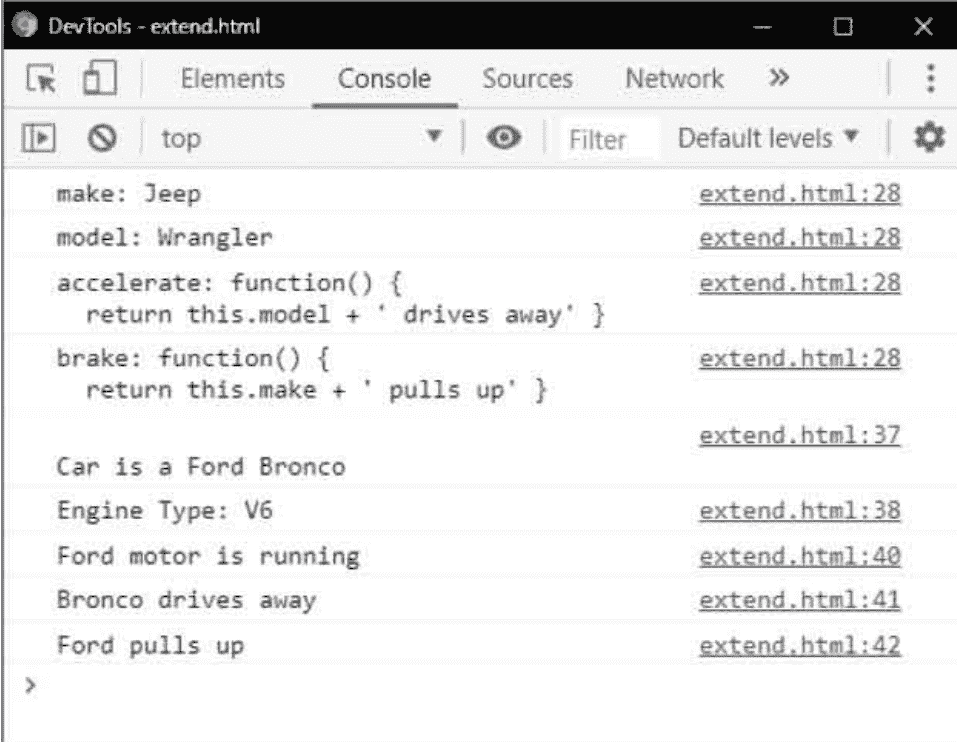 DevTools - extend.html
Elements Console Sources Network »
top ▼ Filter Default levels ▼
make: Jeep extend.html:28
model: Wrangler extend.html:28
accelerate: function() { extend.html:28
return this.model + ' drives away' }
brake: function() { extend.html:28
return this.make + ' pulls up' }
extend.html:37
Car is a Ford Bronco
Engine Type: V6 extend.html:38
Ford motor is running extend.html:40
Bronco drives away extend.html:41
Ford pulls up extend.html:42
>